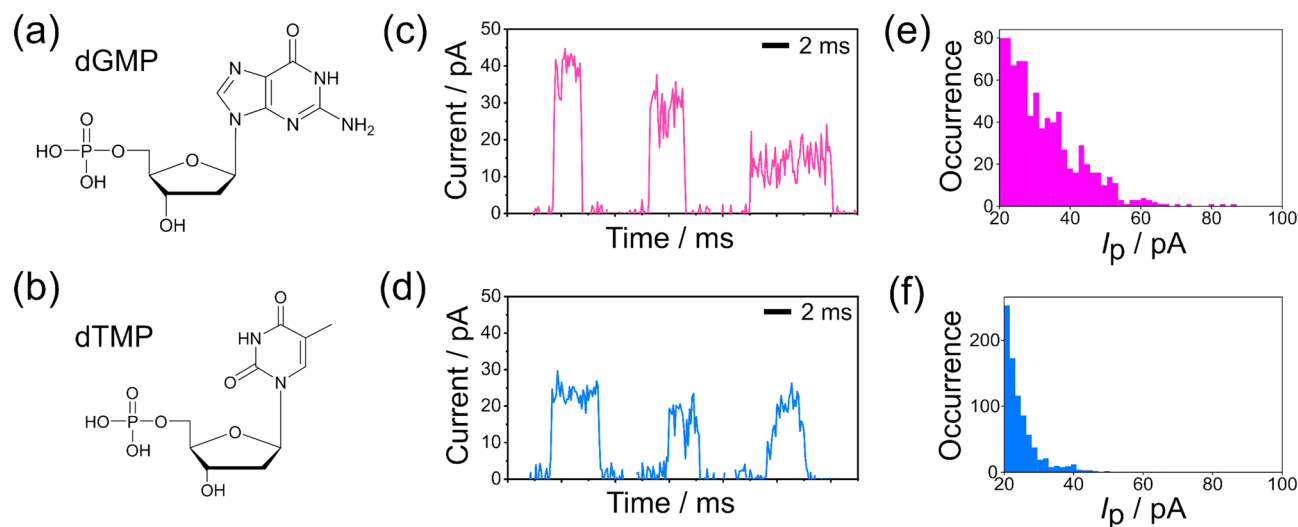 (a)
dGMP
O
N
NH
N
N
NH2
HO
P
O
OH
O
O
OH
(c)
Current / pA
50
40
30
20
10
0
2 ms
Time / ms
(e)
Occurrence
80
60
40
20
0
20
40
60
80
100
Ip / pA
(b)
dTMP
O
HN
O
N
HO
P
O
OH
O
O
OH
(d)
Current / pA
50
40
30
20
10
0
2 ms
Time / ms
(f)
Occurrence
200
100
0
20
40
60
80
100
Ip / pA